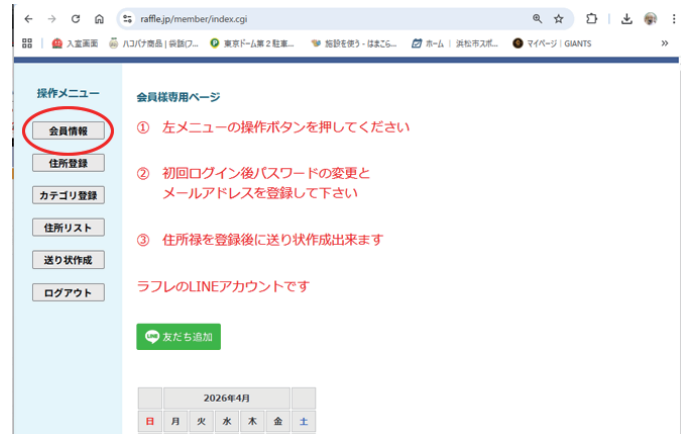 raffle.jp/member/index.cgi
入室画面
ハコバナ商品 | 袋詰(フ...
東京ドーム第2駐車...
施設を使う - はまごら...
ホーム | 浜松市スポ...
マイページ | GIANTS
操作メニュー
会員情報
住所登録
カテゴリ登録
住所リスト
送り状作成
ログアウト
会員様専用ページ
① 左メニューの操作ボタンを押してください
② 初回ログイン後パスワードの変更と
メールアドレスを登録して下さい
③ 住所禄を登録後に送り状作成出来ます
ラフレのLINEアカウントです
LINE 友だち追加
2026年4月
日 月 火 水 木 金 土